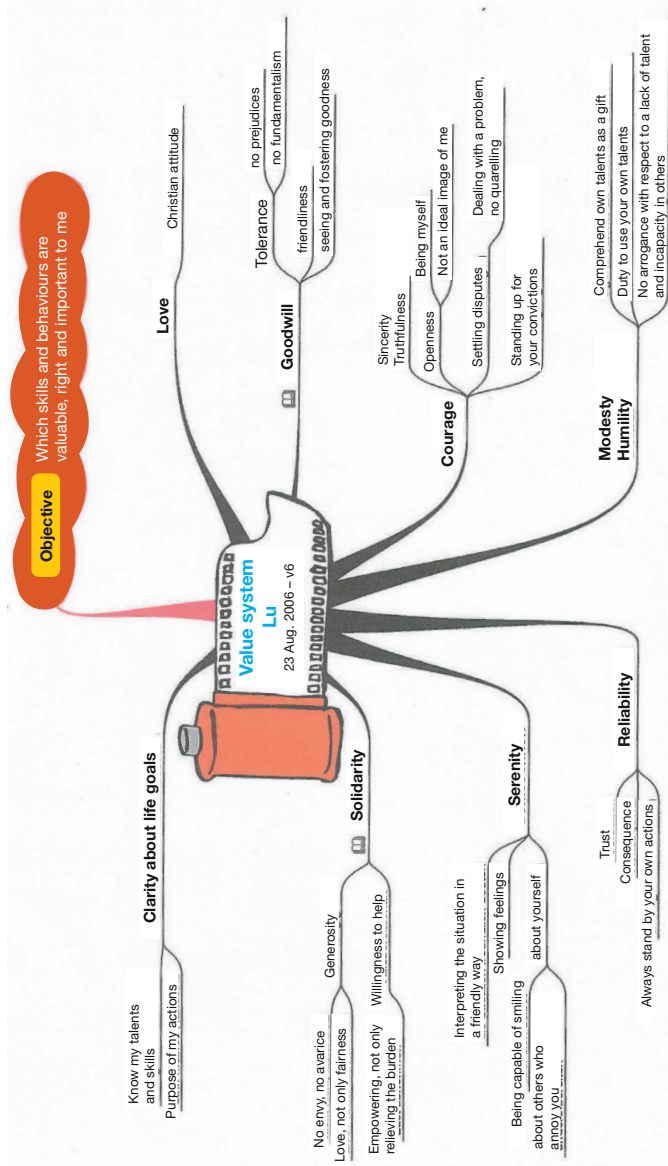 Objective
Which skills and behaviours are
valuable, right and important to me
Value system
Lu
23 Aug. 2006 – v6
Love
Christian attitude
Goodwill
Tolerance
no prejudices
no fundamentalism
friendliness
seeing and fostering goodness
Courage
Sincerity
Truthfulness
Openness
Being myself
Not an ideal image of me
Settling disputes
Dealing with a problem,
no quarelling
Standing up for
your convictions
Modesty
Humility
Comprehend own talents as a gift
Duty to use your own talents
No arrogance with respect to a lack of talent
and incapacity in others
Clarity about life goals
Know my talents
and skills
Purpose of my actions
Solidarity
Generosity
No envy, no avarice
Love, not only fairness
Willingness to help
Empowering, not only
relieving the burden
Serenity
Interpreting the situation in
a friendly way
Showing feelings
Being capable of smiling
about yourself
about others who
annoy you
Reliability
Trust
Consequence
Always stand by your own actions